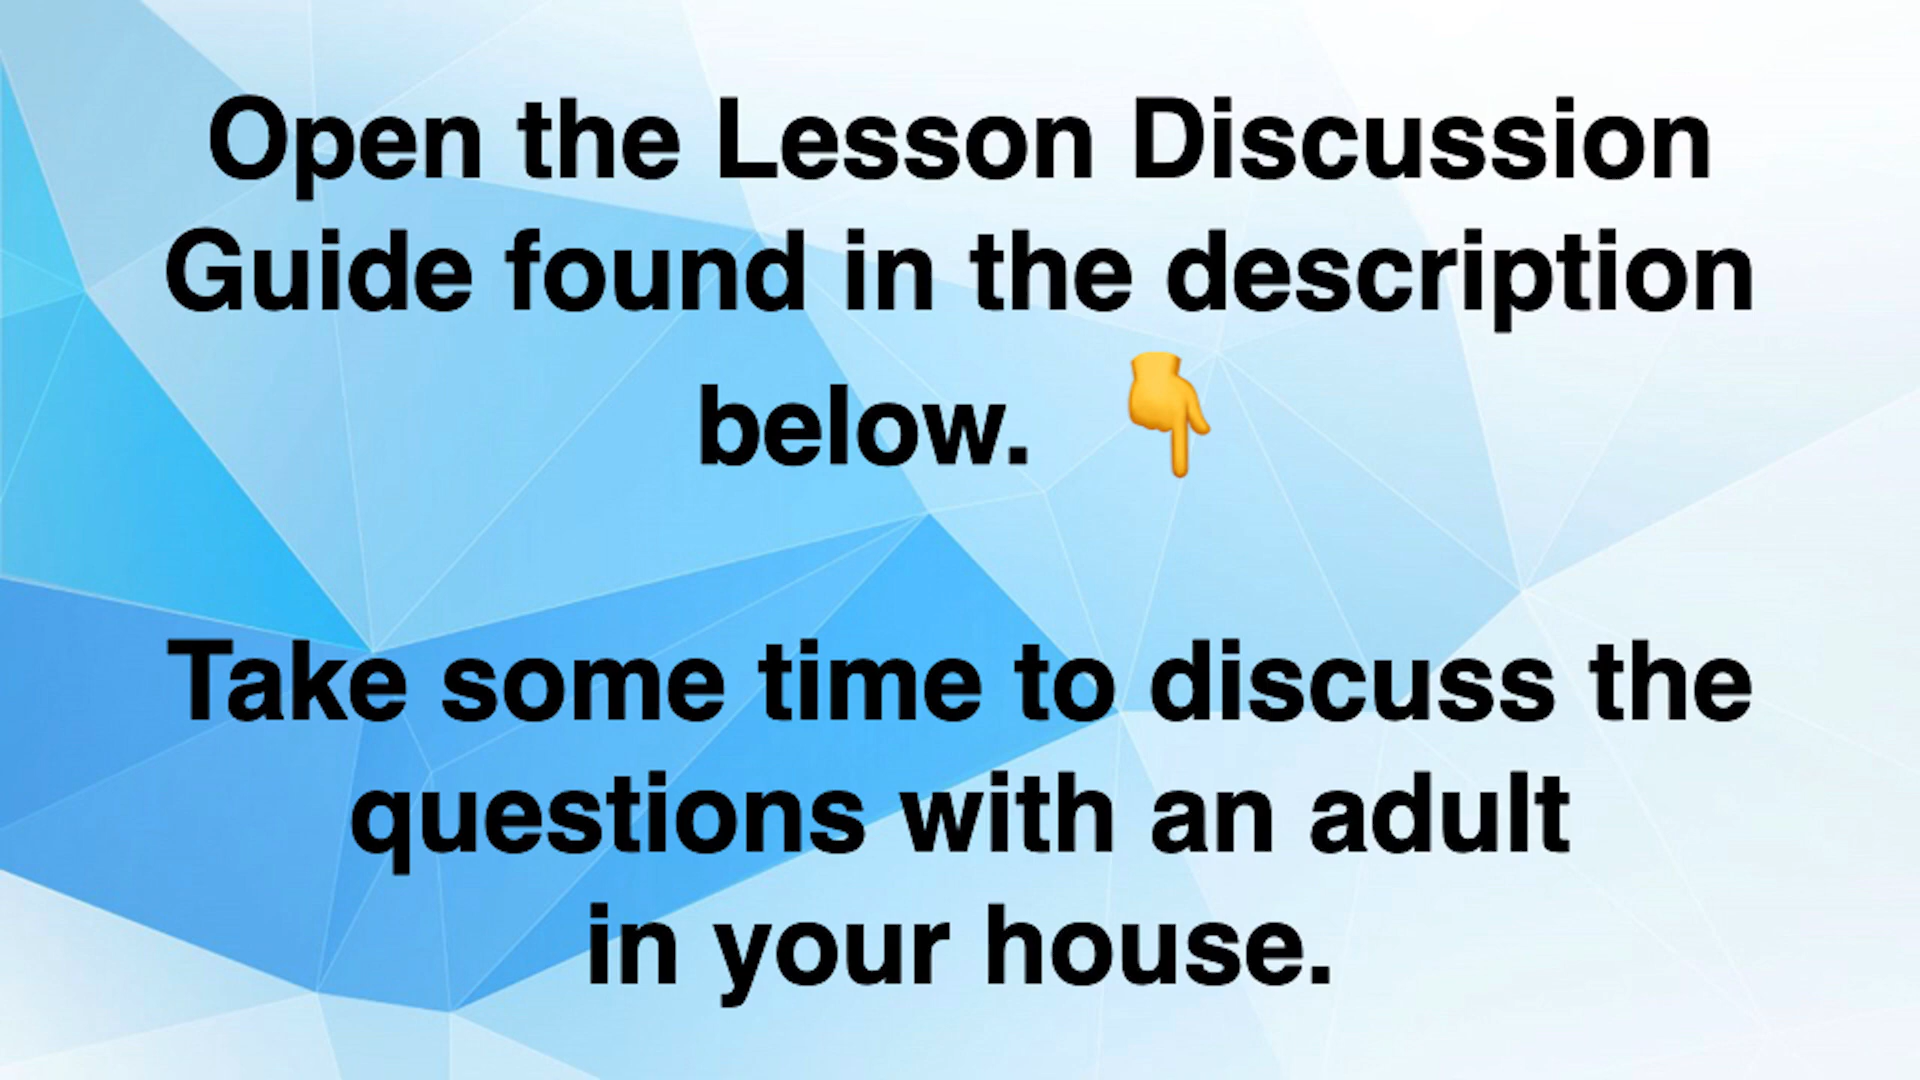 Open the Lesson Discussion
Guide found in the description
below. 👇
Take some time to discuss the
questions with an adult
in your house.